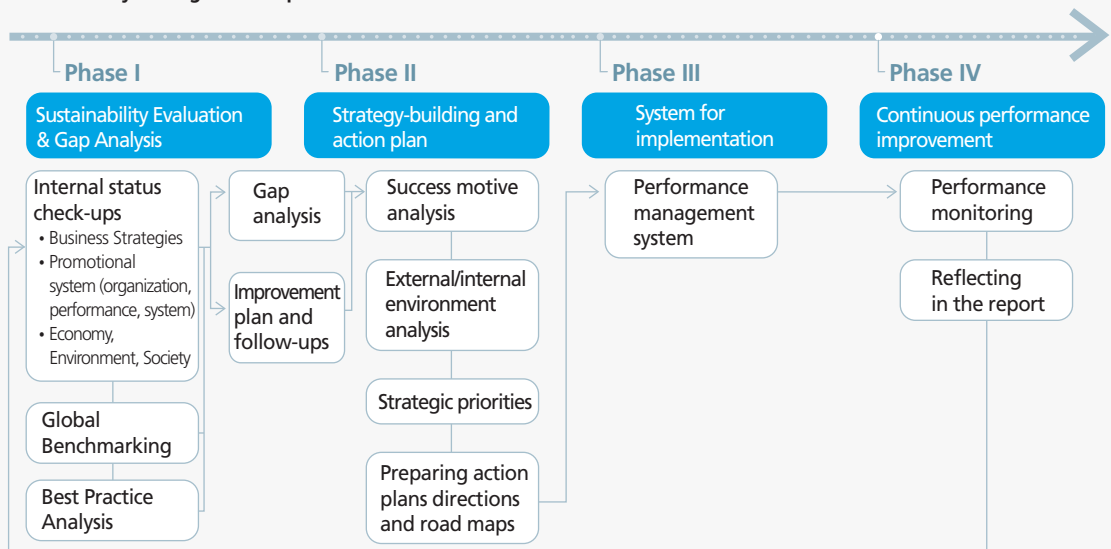 Phase I
Phase II
Phase III
Phase IV
Sustainability Evaluation
& Gap Analysis
Strategy-building and
action plan
System for
implementation
Continuous performance
improvement
Internal status
check-ups
• Business Strategies
• Promotional
system (organization,
performance, system)
• Economy,
Environment, Society
Global
Benchmarking
Best Practice
Analysis
Gap
analysis
Improvement
plan and
follow-ups
Success motive
analysis
External/internal
environment
analysis
Strategic priorities
Preparing action
plans directions
and road maps
Performance
management
system
Performance
monitoring
Reflecting
in the report